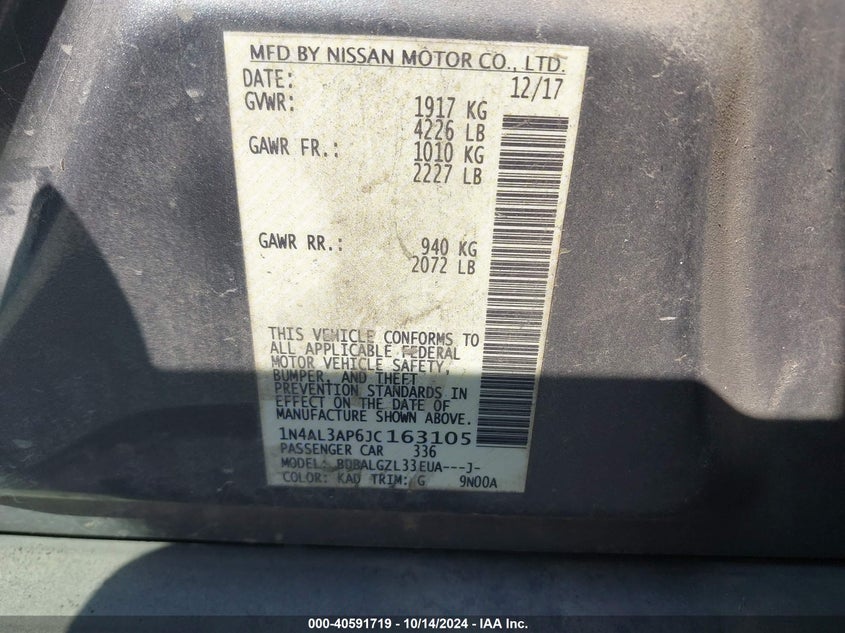 MFD BY NISSAN MOTOR CO., LTD.
DATE: 12/17
GVWR: 1917 KG
4226 LB
GAWR FR.: 1010 KG
2227 LB
GAWR RR.: 940 KG
2072 LB
THIS VEHICLE CONFORMS TO
ALL APPLICABLE FEDERAL
MOTOR VEHICLE SAFETY,
BUMPER, AND THEFT
PREVENTION STANDARDS IN
EFFECT ON THE DATE OF
MANUFACTURE SHOWN ABOVE.
1N4AL3AP6JC163105
PASSENGER CAR 336
MODEL: BDBALGZL33EUA---J-
COLOR: KAD TRIM: G 9N00A
000-40591719 - 10/14/2024 - IAA Inc.